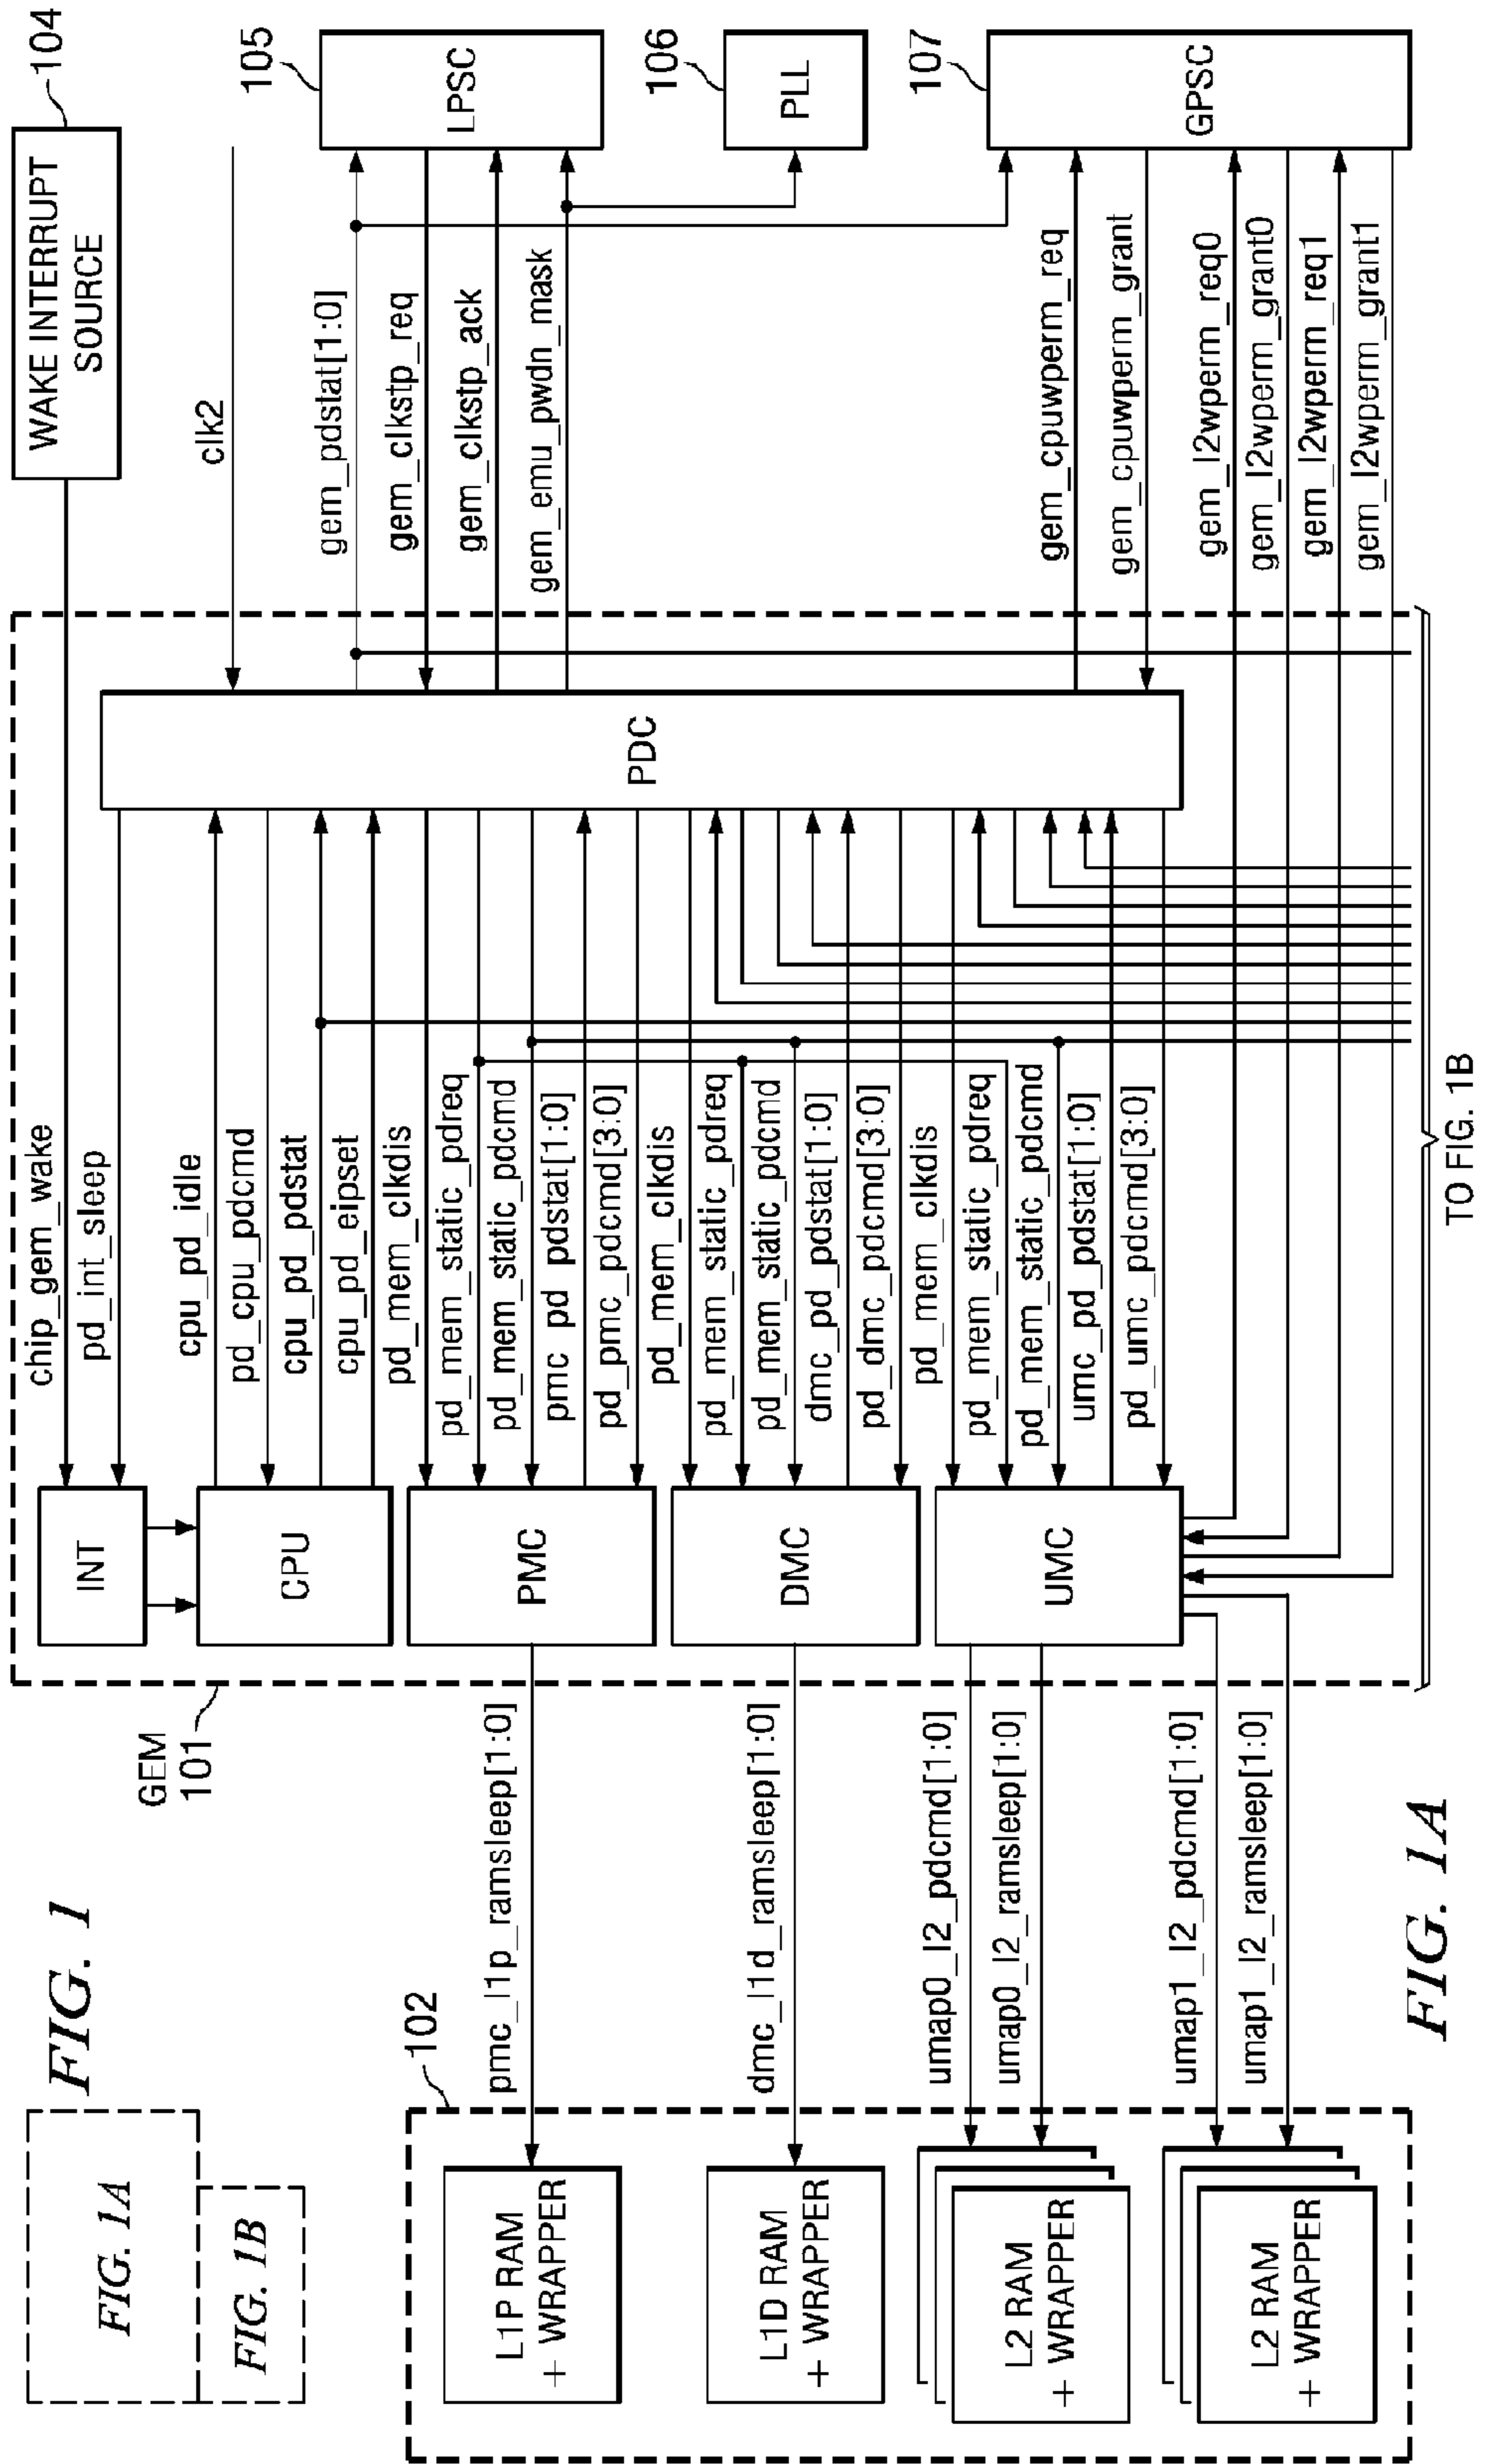 FIG. 1
FIG. 1A
FIG. 1B
GEM
101
102
WAKE INTERRUPT
SOURCE
104
LPSC
105
PLL
106
GPSC
107
INT
CPU
PMC
DMC
UMC
PDC
L1P RAM
+ WRAPPER
L1D RAM
+ WRAPPER
L2 RAM
+ WRAPPER
L2 RAM
+ WRAPPER
pmc_l1p_ramsleep[1:0]
dmc_l1d_ramsleep[1:0]
umap0_l2_pdcmd[1:0]
umap0_l2_ramsleep[1:0]
umap1_l2_pdcmd[1:0]
umap1_l2_ramsleep[1:0]
chip_gem_wake
pd_int_sleep
cpu_pd_idle
pd_cpu_pdcmd
cpu_pd_pdstat
cpu_pd_eipset
pd_mem_clkdis
pd_mem_static_pdreq
pd_mem_static_pdcmd
pmc_pd_pdstat[1:0]
pd_pmc_pdcmd[3:0]
pd_mem_clkdis
pd_mem_static_pdreq
pd_mem_static_pdcmd
dmc_pd_pdstat[1:0]
pd_dmc_pdcmd[3:0]
pd_mem_clkdis
pd_mem_static_pdreq
pd_mem_static_pdcmd
umc_pd_pdstat[1:0]
pd_umc_pdcmd[3:0]
clk2
gem_pdstat[1:0]
gem_clkstp_req
gem_clkstp_ack
gem_emu_pwdn_mask
gem_cpuwperm_req
gem_cpuwperm_grant
gem_l2wperm_req0
gem_l2wperm_grant0
gem_l2wperm_req1
gem_l2wperm_grant1
TO FIG. 1B
FIG. 1A